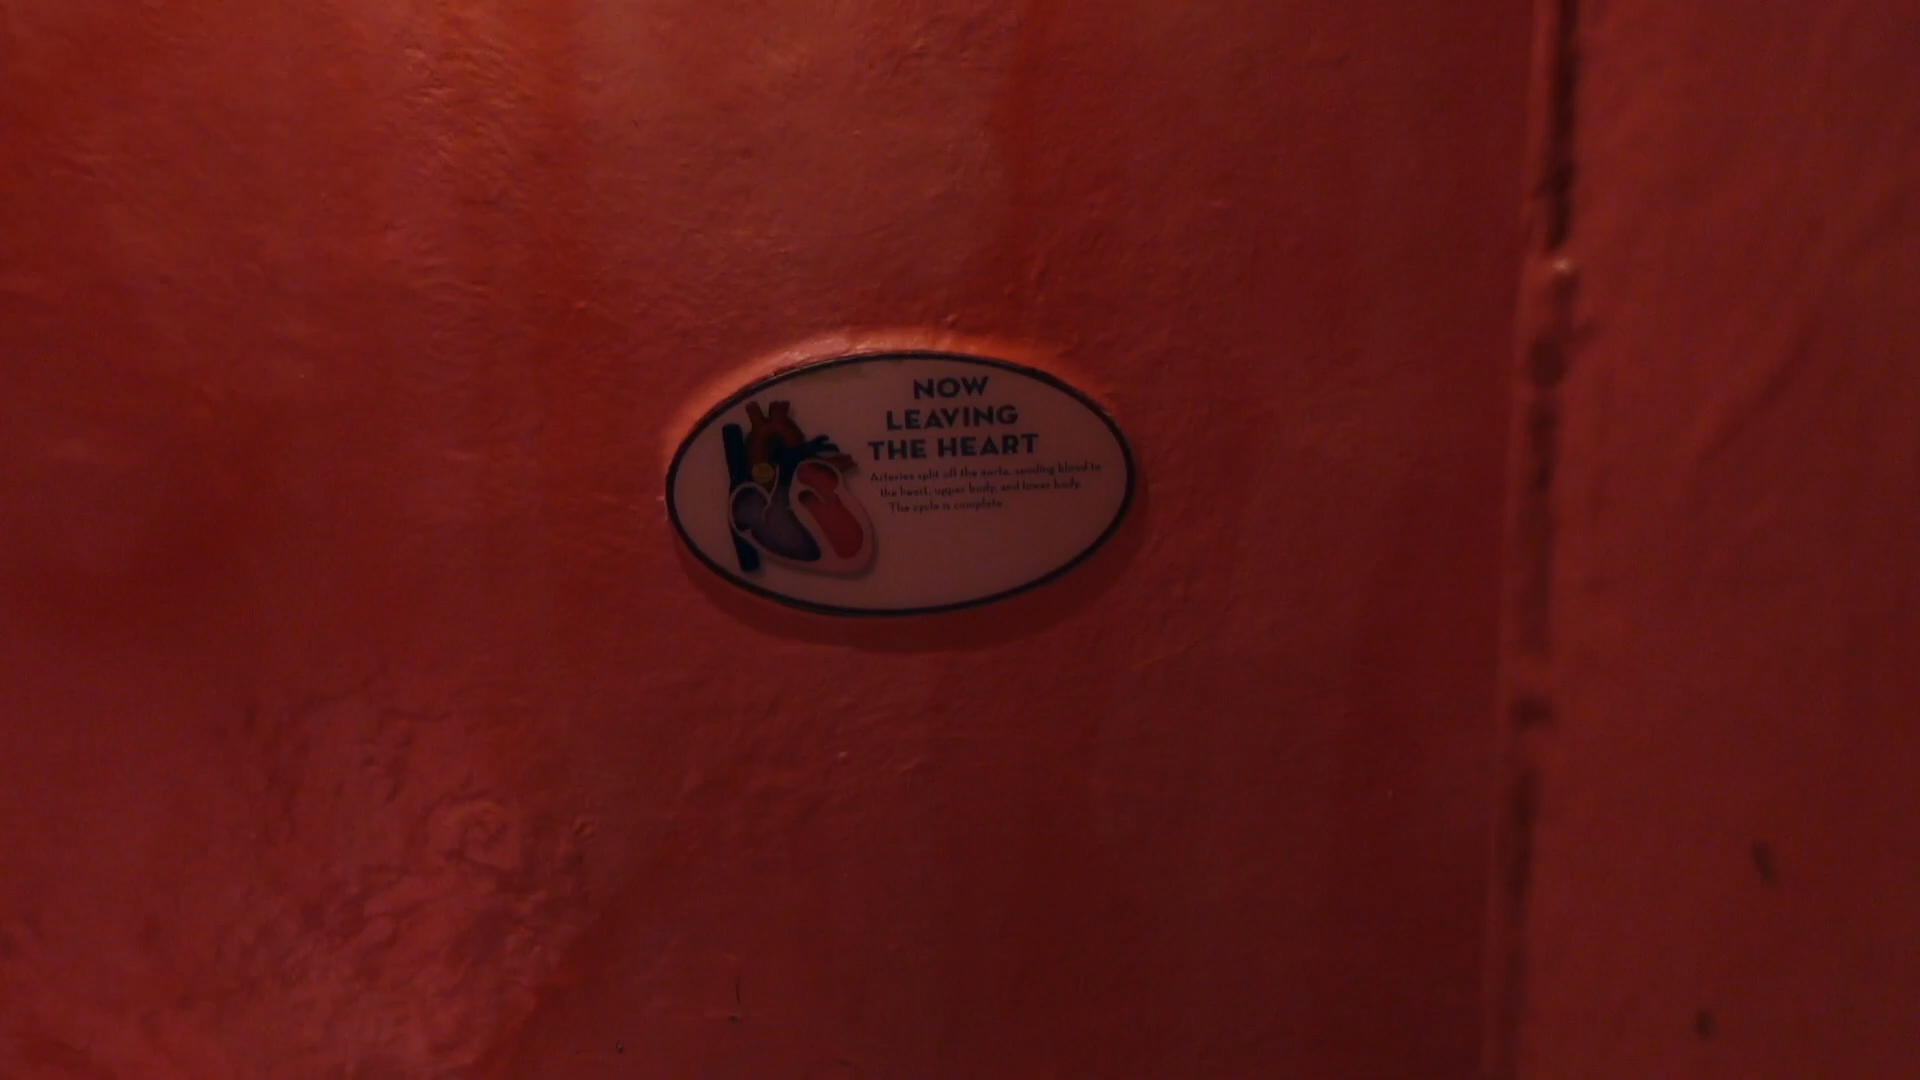 NOW
LEAVING
THE HEART
Arteries split off the aorta, sending blood to
the heart, upper body, and lower body.
The cycle is complete.